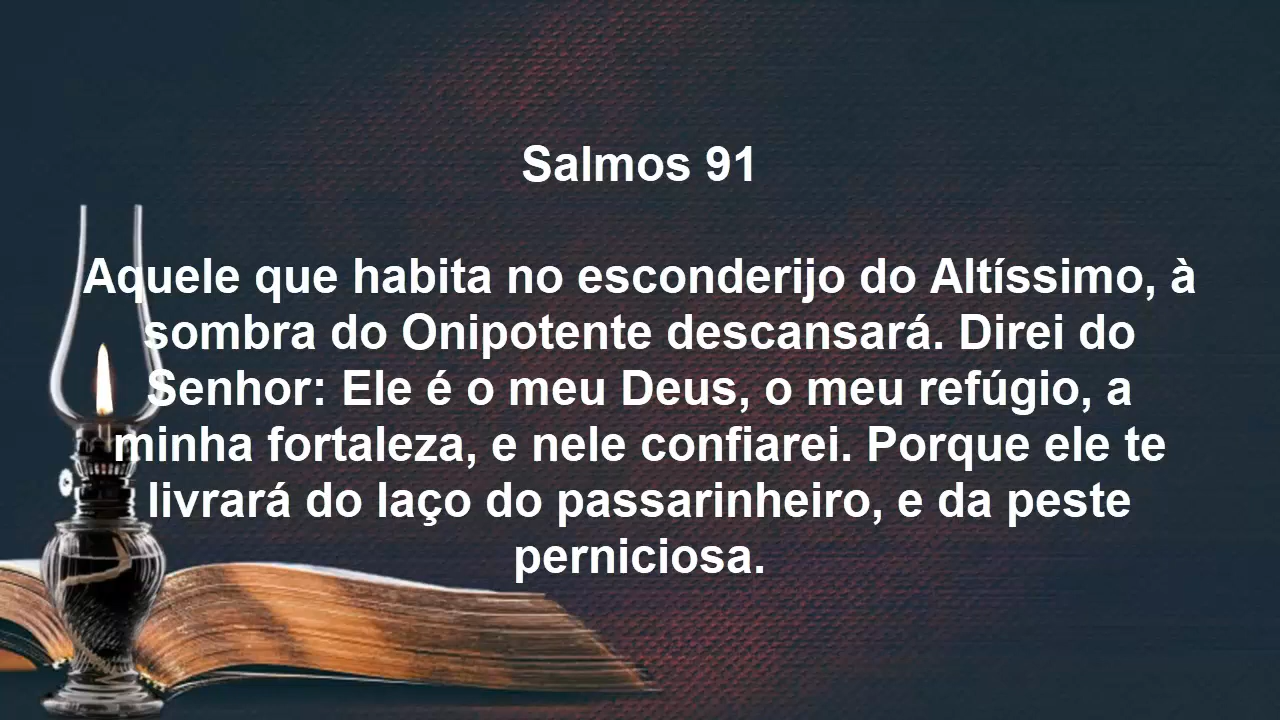 Salmos 91
Aquele que habita no esconderijo do Altíssimo, à
sombra do Onipotente descansará. Direi do
Senhor: Ele é o meu Deus, o meu refúgio, a
minha fortaleza, e nele confiarei. Porque ele te
livrará do laço do passarinheiro, e da peste
perniciosa.